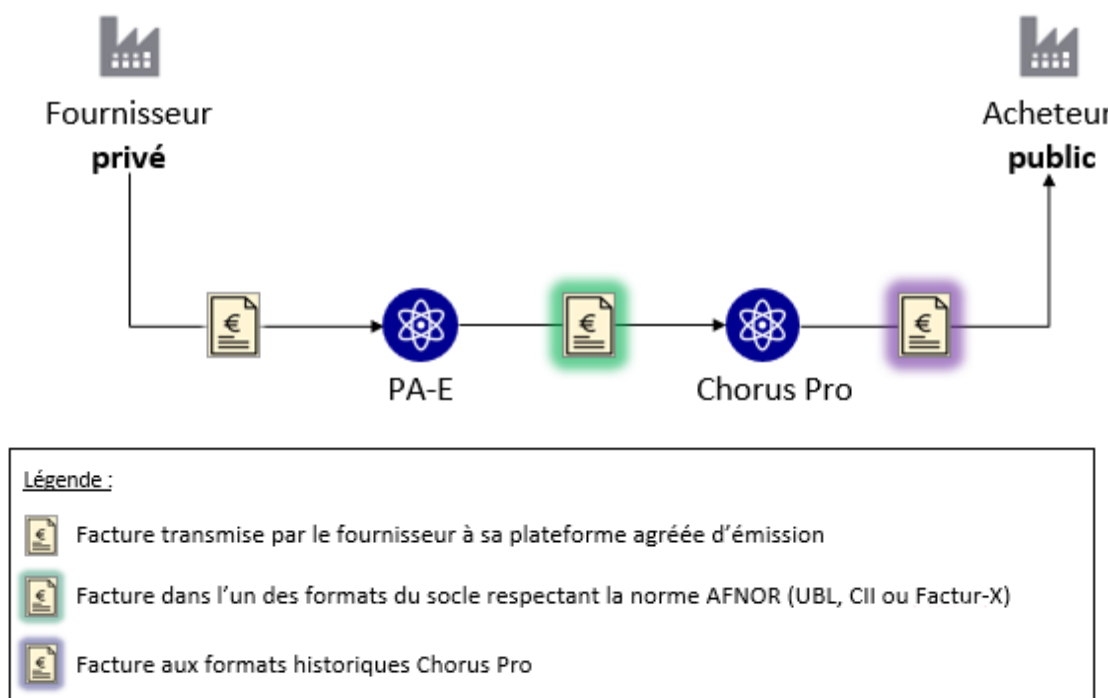 Fournisseur
privé
Acheteur
public
€
€
€
PA-E
Chorus Pro
Légende :
€ Facture transmise par le fournisseur à sa plateforme agréée d’émission
€ Facture dans l’un des formats du socle respectant la norme AFNOR (UBL, CII ou Factur-X)
€ Facture aux formats historiques Chorus Pro